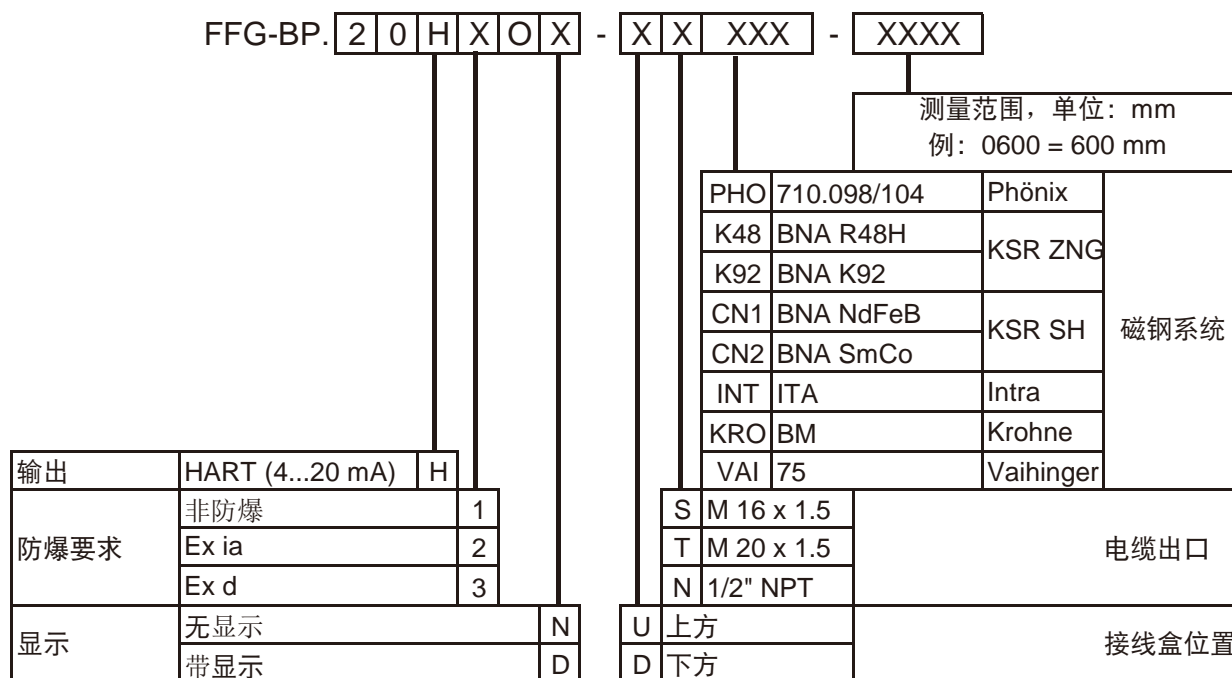 FFG-BP. 2 0 H X O X - X X XXX - XXXX
测量范围，单位：mm
例：0600 = 600 mm
PHO 710.098/104 Phönix
K48 BNA R48H
KSR ZNG
K92 BNA K92
CN1 BNA NdFeB
KSR SH
CN2 BNA SmCo
磁钢系统
INT ITA Intra
KRO BM Krohne
VAI 75 Vaihinger
输出 HART (4...20 mA) H
防爆要求
非防爆 1
Ex ia 2
Ex d 3
S M 16 x 1.5
T M 20 x 1.5
N 1/2" NPT
电缆出口
显示
无显示 N
带显示 D
U 上方
D 下方
接线盒位置